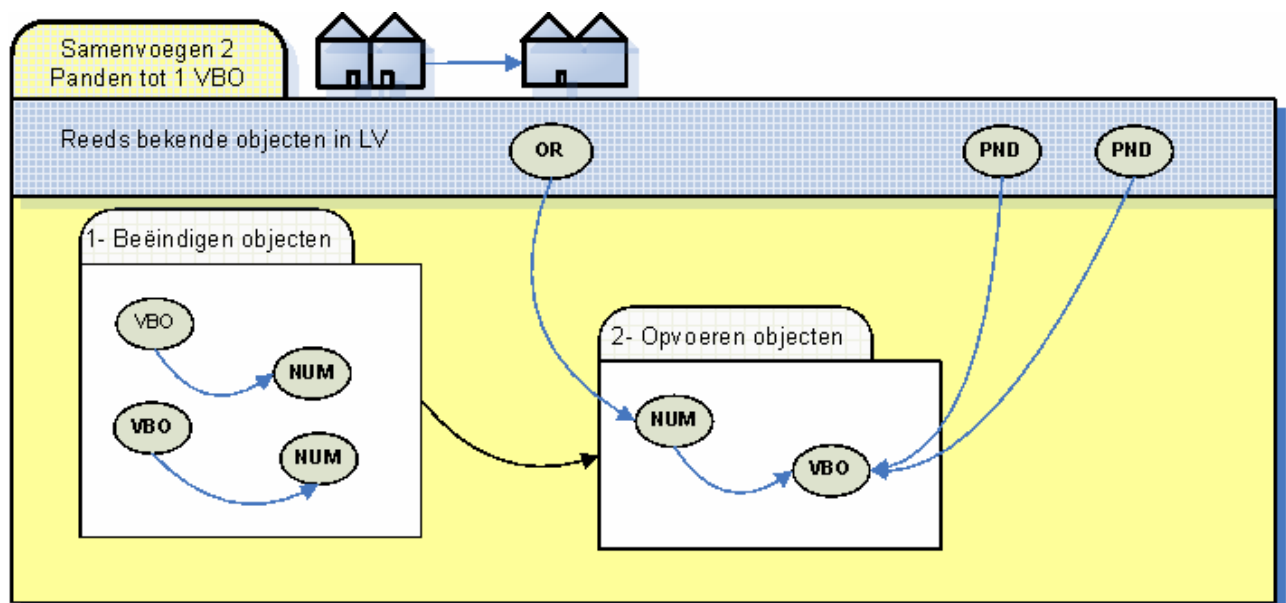 Samenvoegen 2
Panden tot 1 VBO
Reeds bekende objecten in LV
OR
PND
PND
1- Beëindigen objecten
VBO
NUM
VBO
NUM
2- Opvoeren objecten
NUM
VBO